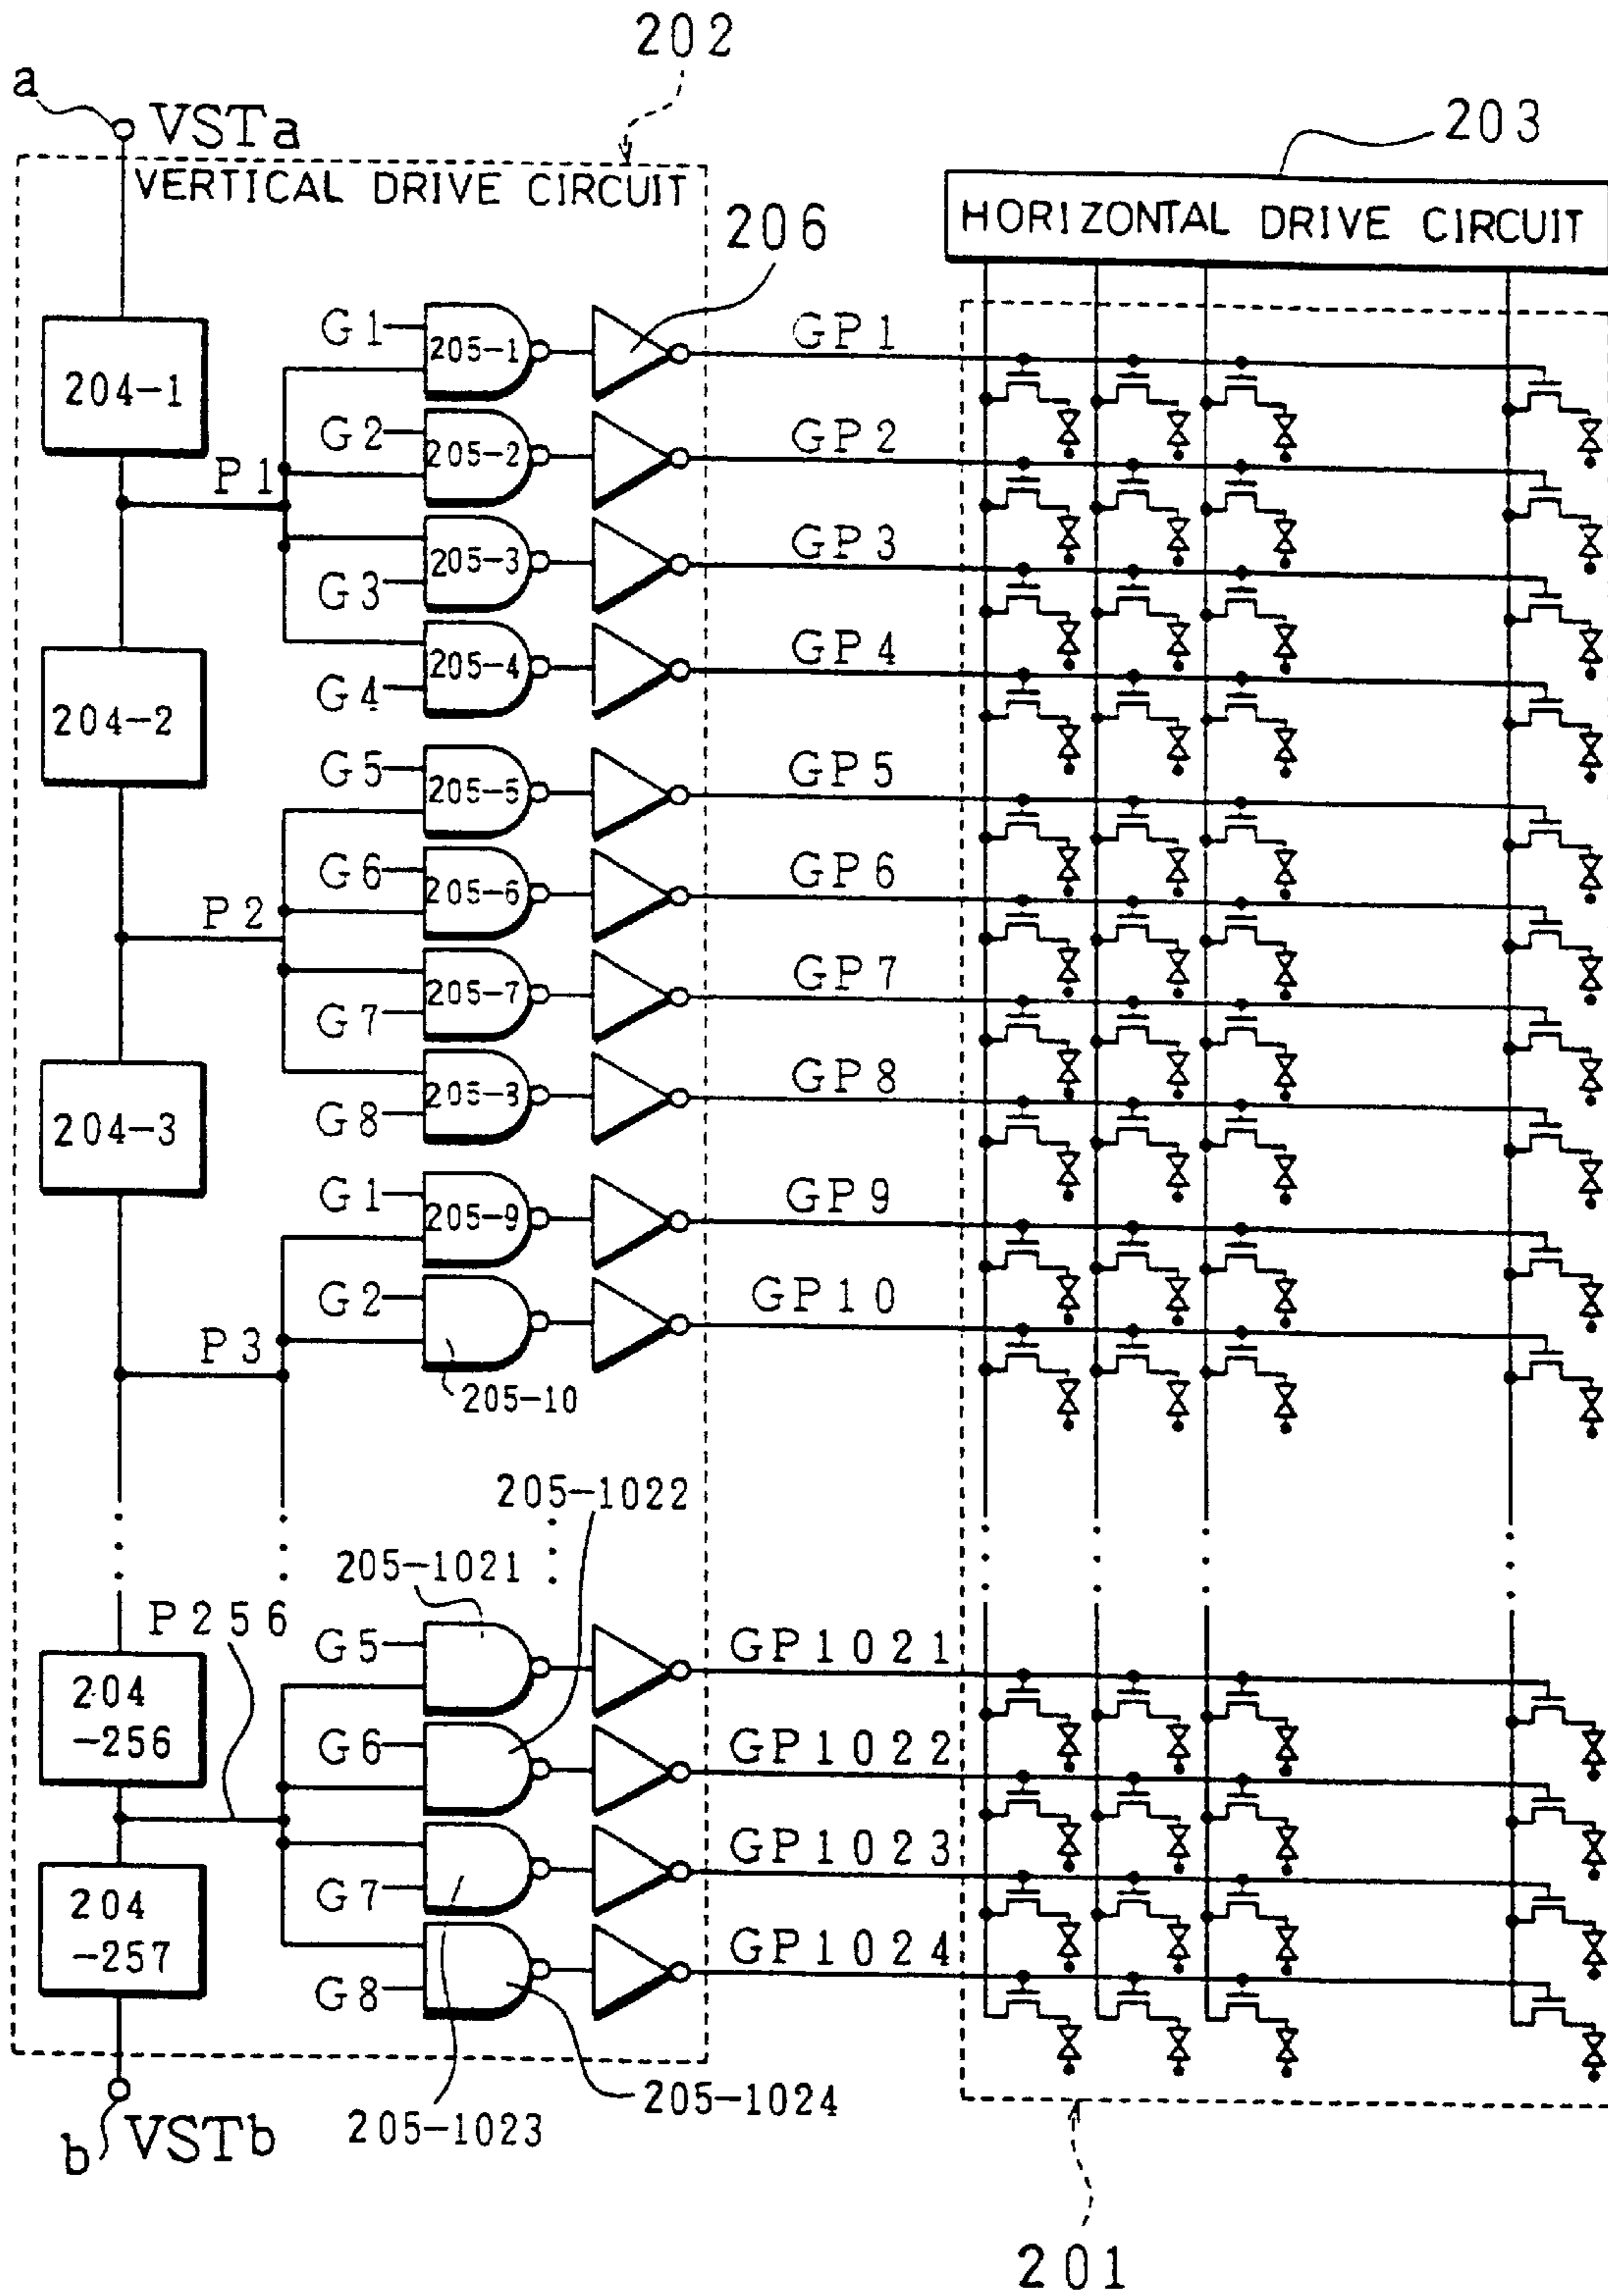 202
a
VSTa
203
VERTICAL DRIVE CIRCUIT
HORIZONTAL DRIVE CIRCUIT
206
G1
205-1
GP1
204-1
G2
205-2
GP2
P1
205-3
GP3
G3
205-4
GP4
G4
204-2
G5
205-5
GP5
G6
205-6
GP6
P2
205-7
GP7
G7
205-8
GP8
G8
204-3
G1
205-9
GP9
G2
GP10
P3
205-10
205-1022
205-1021
P256
G5
GP1021
204
-256
G6
GP1022
GP1023
G7
204
-257
GP1024
G8
205-1024
205-1023
b
VSTb
201